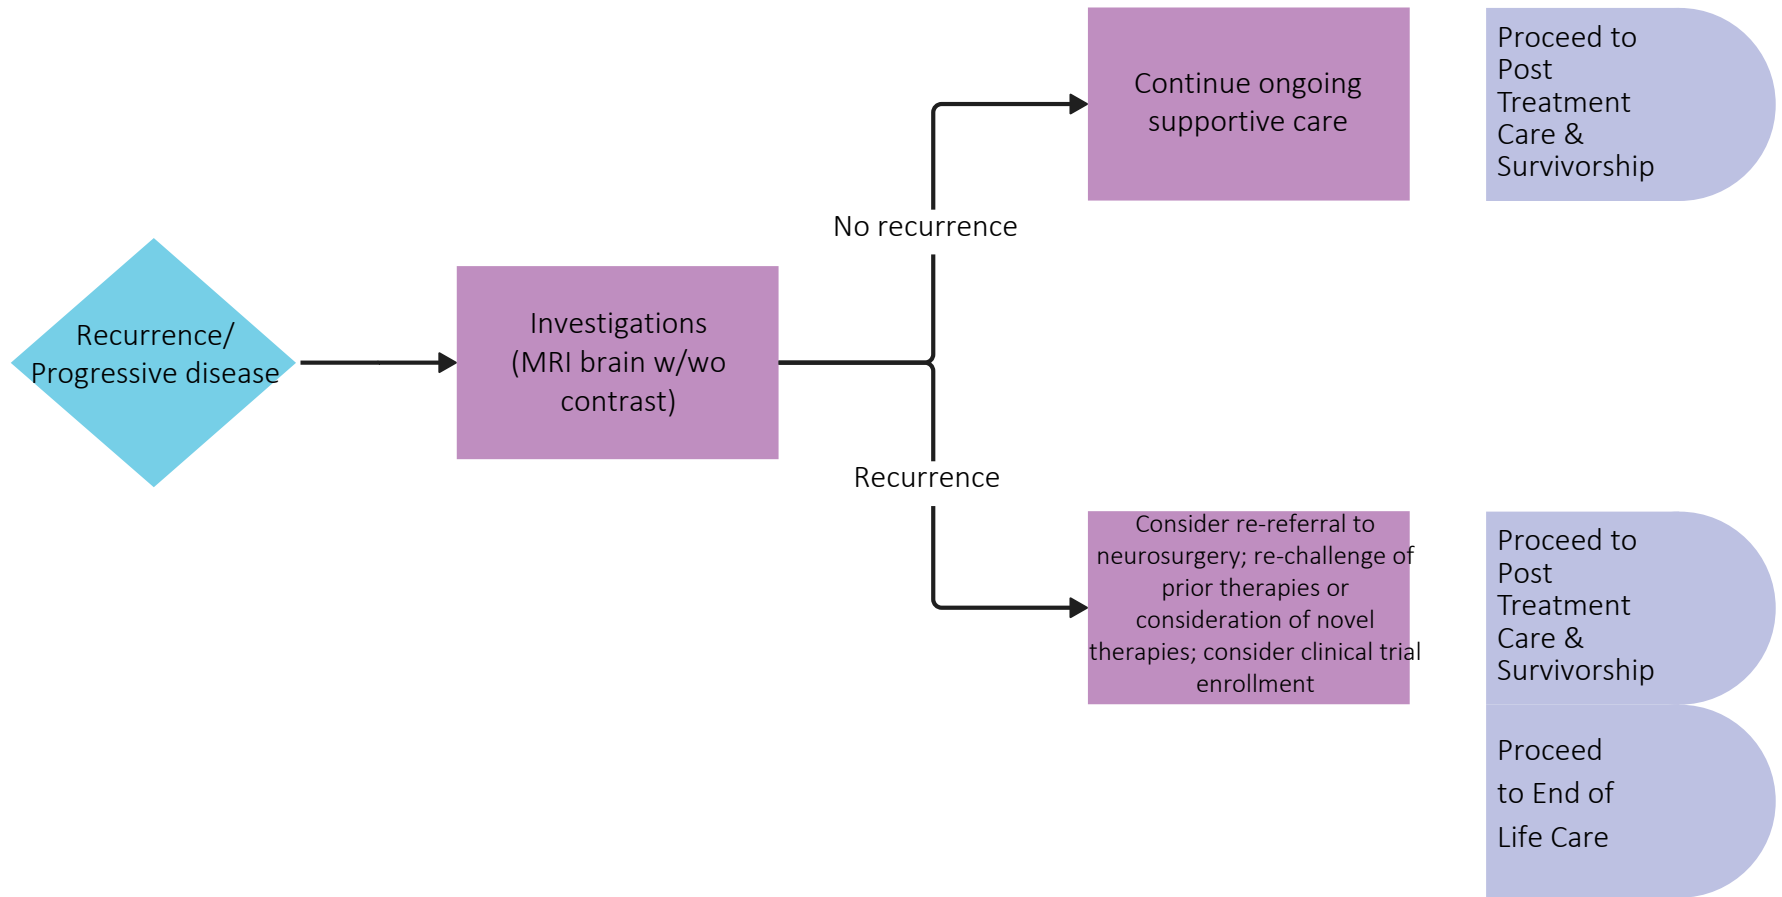 Recurrence/
Progressive disease
Investigations
(MRI brain w/wo
contrast)
No recurrence
Continue ongoing
supportive care
Proceed to
Post
Treatment
Care &
Survivorship
Recurrence
Consider re-referral to
neurosurgery; re-challenge of
prior therapies or
consideration of novel
therapies; consider clinical trial
enrollment
Proceed to
Post
Treatment
Care &
Survivorship
Proceed
to End of
Life Care